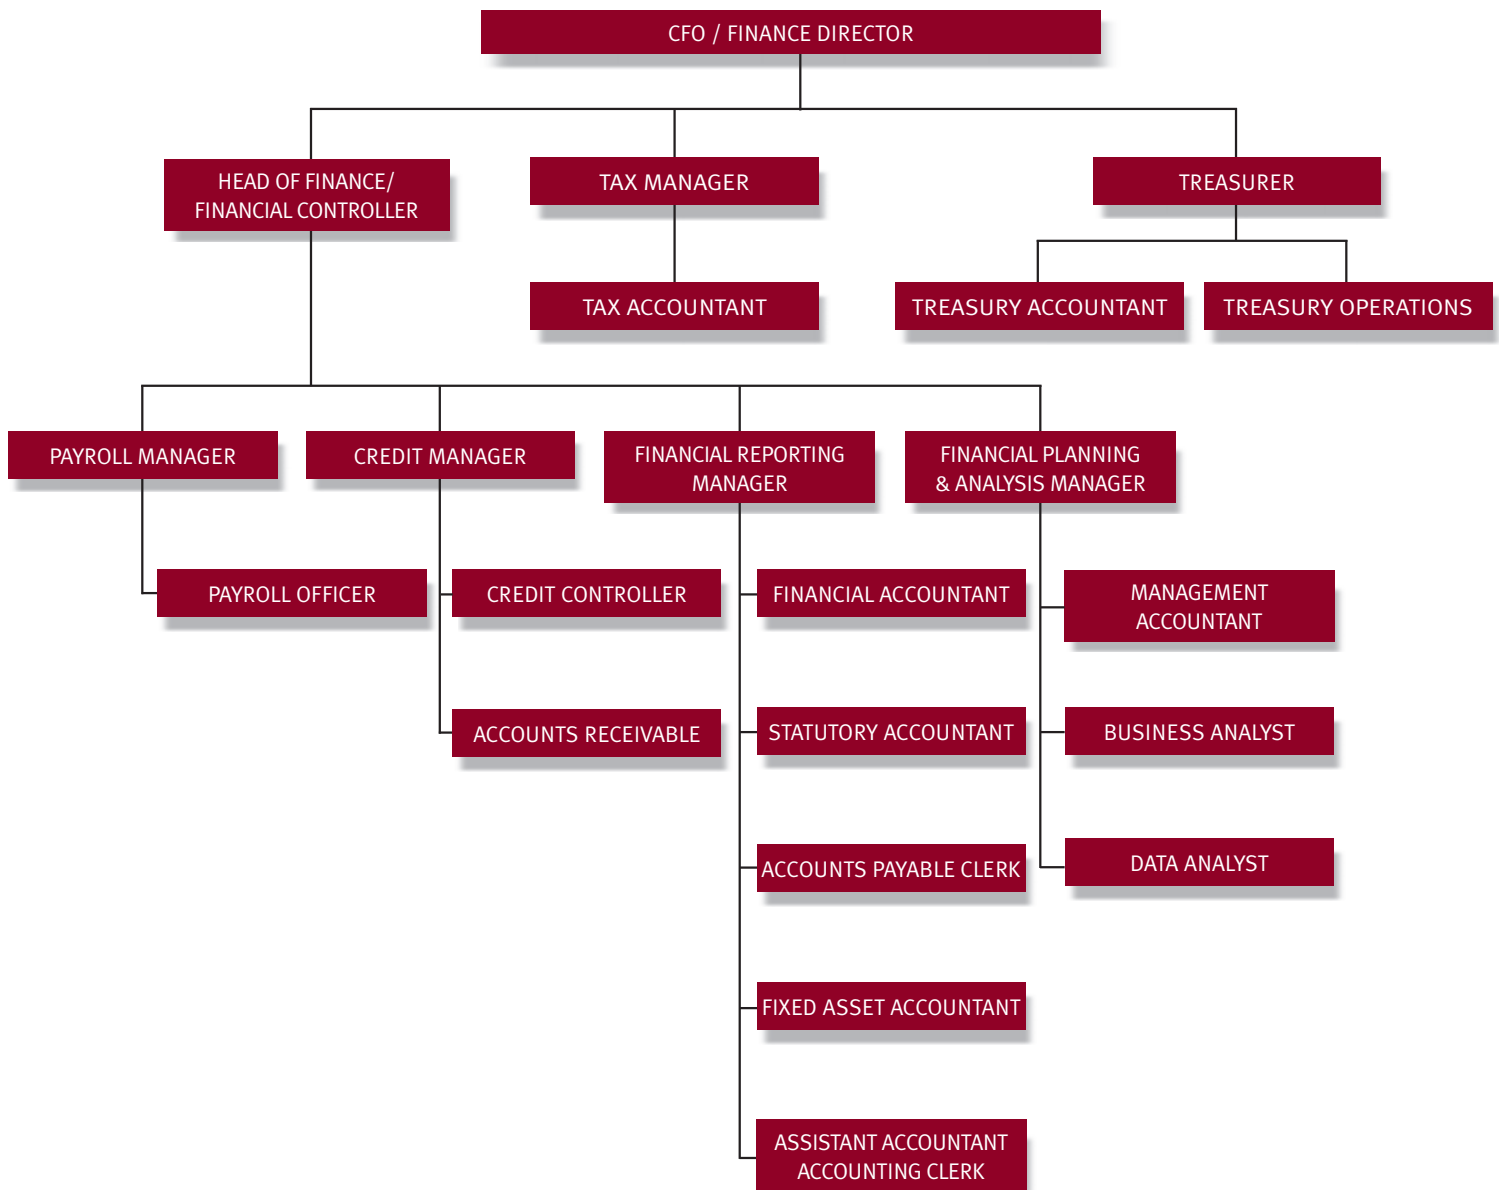 CFO / FINANCE DIRECTOR
HEAD OF FINANCE/
FINANCIAL CONTROLLER
TAX MANAGER
TREASURER
TAX ACCOUNTANT
TREASURY ACCOUNTANT
TREASURY OPERATIONS
PAYROLL MANAGER
CREDIT MANAGER
FINANCIAL REPORTING
MANAGER
FINANCIAL PLANNING
& ANALYSIS MANAGER
PAYROLL OFFICER
CREDIT CONTROLLER
FINANCIAL ACCOUNTANT
MANAGEMENT
ACCOUNTANT
ACCOUNTS RECEIVABLE
STATUTORY ACCOUNTANT
BUSINESS ANALYST
ACCOUNTS PAYABLE CLERK
DATA ANALYST
FIXED ASSET ACCOUNTANT
ASSISTANT ACCOUNTANT
ACCOUNTING CLERK